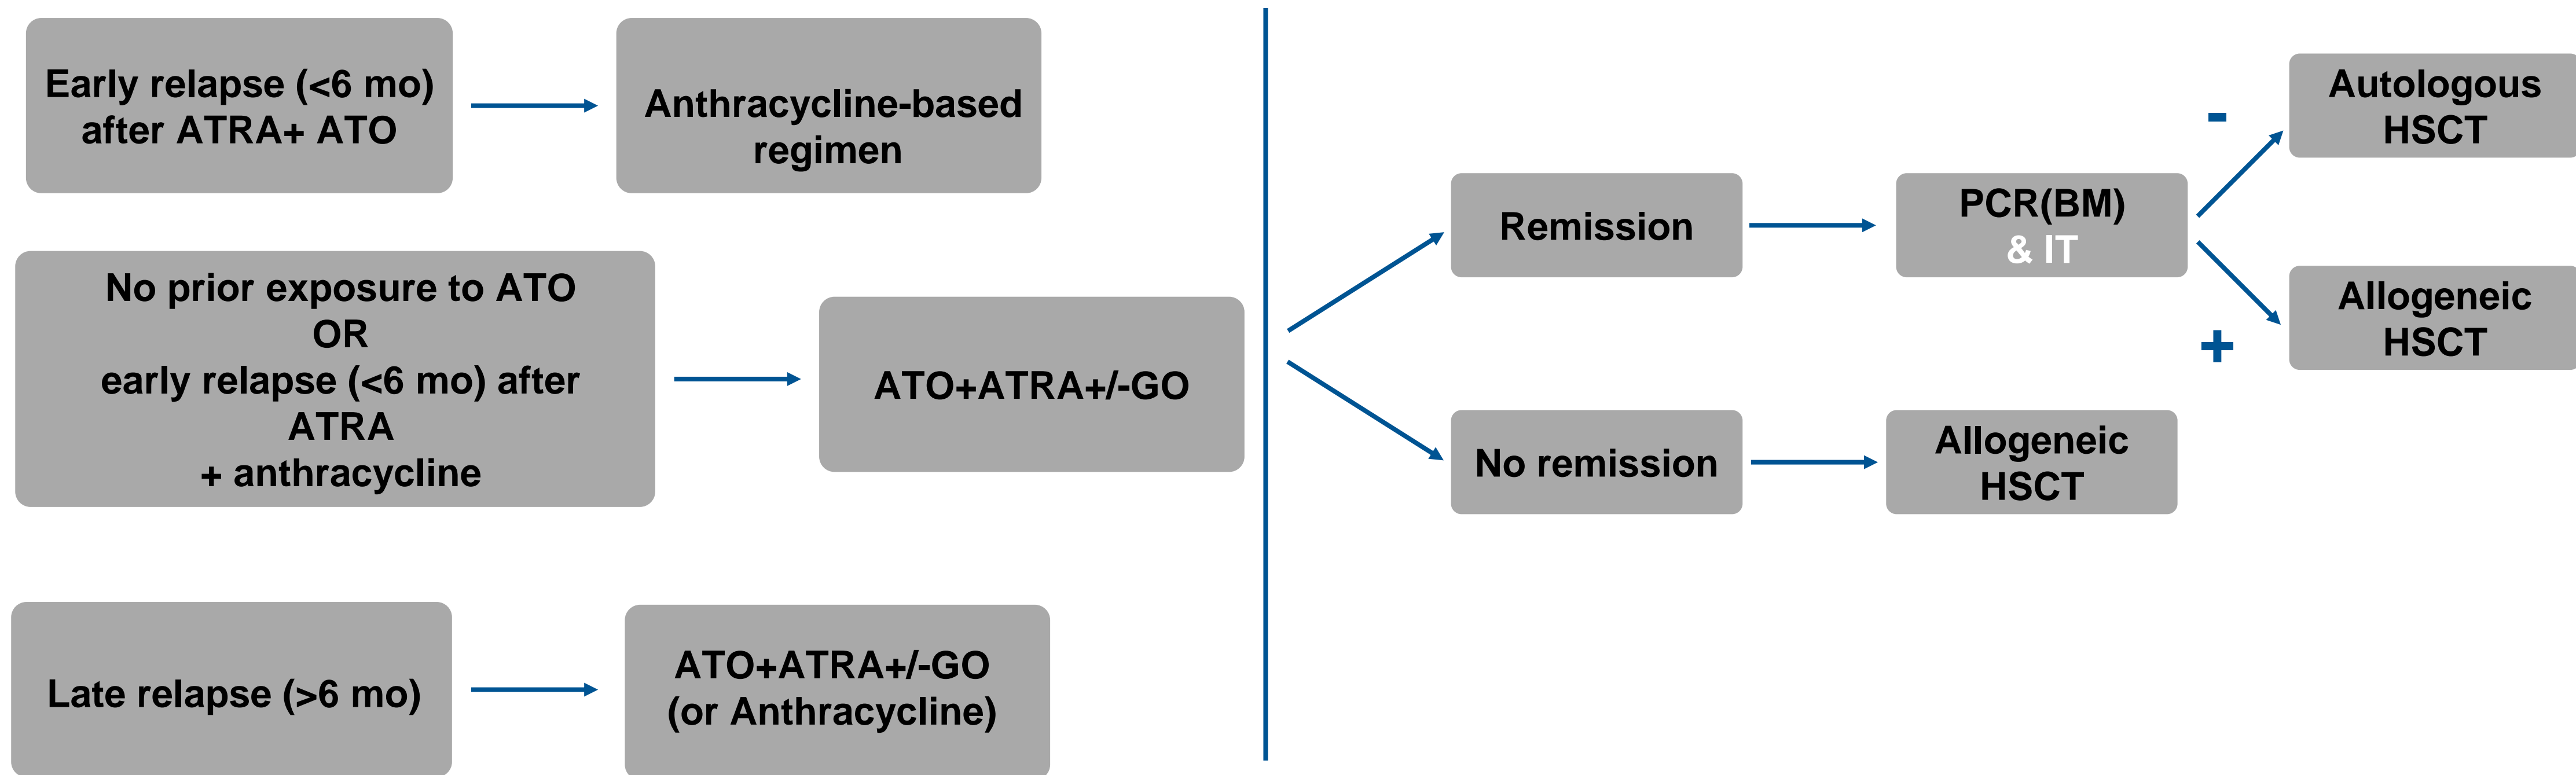 Early relapse (<6 mo)
after ATRA+ ATO
Anthracycline-based
regimen
No prior exposure to ATO
OR
early relapse (<6 mo) after
ATRA
+ anthracycline
ATO+ATRA+/-GO
Late relapse (>6 mo)
ATO+ATRA+/-GO
(or Anthracycline)
Remission
PCR(BM)
& IT
-
Autologous
HSCT
+
Allogeneic
HSCT
No remission
Allogeneic
HSCT